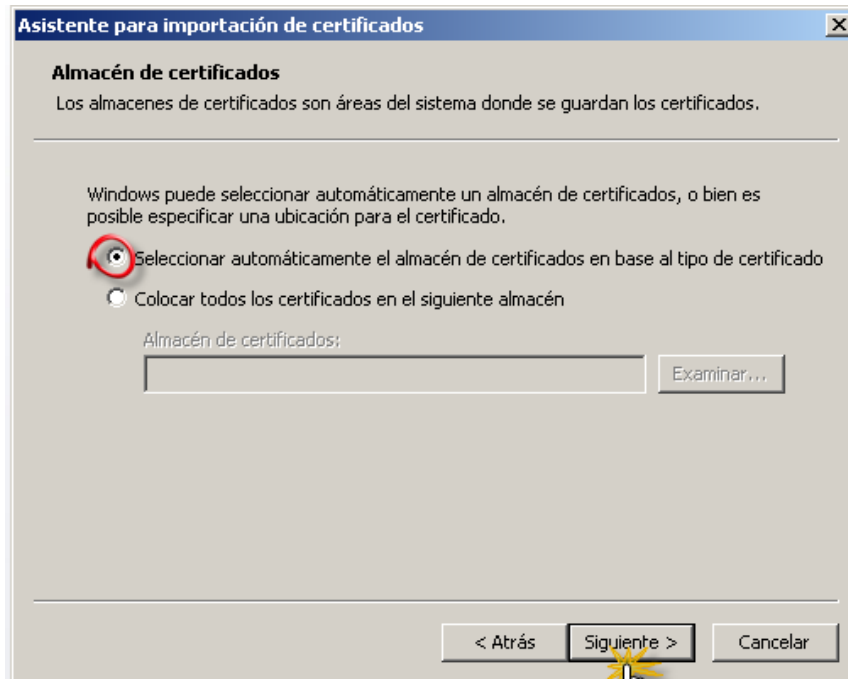 Asistente para importación de certificados
Almacén de certificados
Los almacenes de certificados son áreas del sistema donde se guardan los certificados.
Windows puede seleccionar automáticamente un almacén de certificados, o bien es
posible especificar una ubicación para el certificado.
Seleccionar automáticamente el almacén de certificados en base al tipo de certificado
Colocar todos los certificados en el siguiente almacén
Almacén de certificados:
Examinar...
< Atrás Siguiente > Cancelar